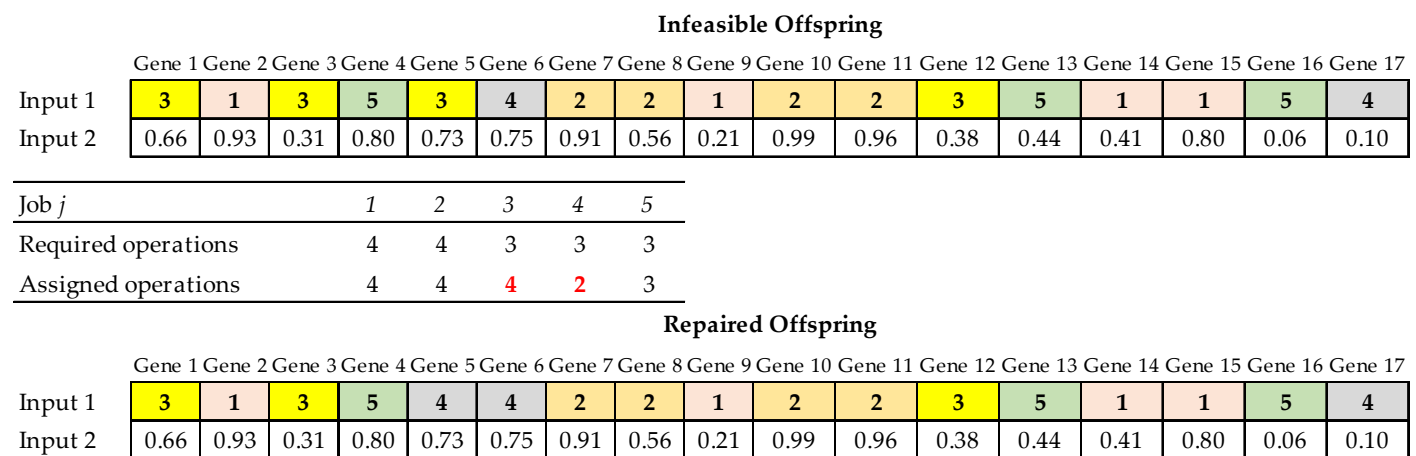 Infeasible Offspring
Gene 1 Gene 2 Gene 3 Gene 4 Gene 5 Gene 6 Gene 7 Gene 8 Gene 9 Gene 10 Gene 11 Gene 12 Gene 13 Gene 14 Gene 15 Gene 16 Gene 17
Input 1 3 1 3 5 3 4 2 2 1 2 2 3 5 1 1 5 4
Input 2 0.66 0.93 0.31 0.80 0.73 0.75 0.91 0.56 0.21 0.99 0.96 0.38 0.44 0.41 0.80 0.06 0.10
Job j 1 2 3 4 5
Required operations 4 4 3 3 3
Assigned operations 4 4 4 2 3
Repaired Offspring
Gene 1 Gene 2 Gene 3 Gene 4 Gene 5 Gene 6 Gene 7 Gene 8 Gene 9 Gene 10 Gene 11 Gene 12 Gene 13 Gene 14 Gene 15 Gene 16 Gene 17
Input 1 3 1 3 5 4 4 2 2 1 2 2 3 5 1 1 5 4
Input 2 0.66 0.93 0.31 0.80 0.73 0.75 0.91 0.56 0.21 0.99 0.96 0.38 0.44 0.41 0.80 0.06 0.10